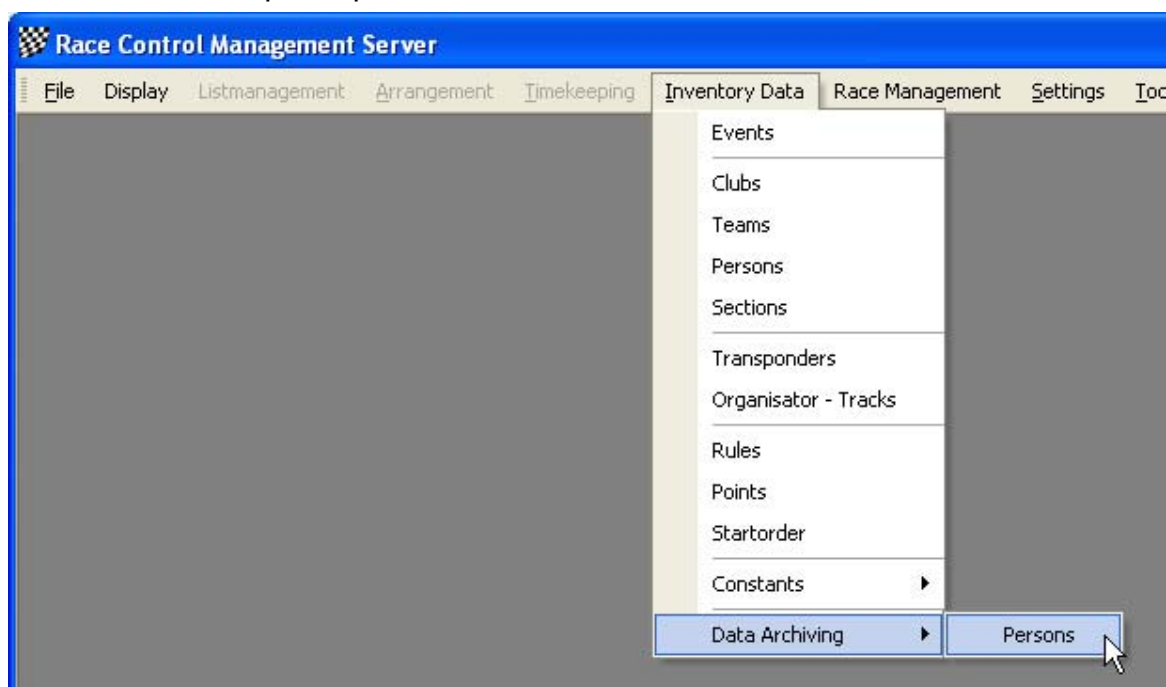 Race Control Management Server
File Display Listmanagement Arrangement Timekeeping Inventory Data Race Management Settings
Events
Clubs
Teams
Persons
Sections
Transponders
Organisator - Tracks
Rules
Points
Startorder
Constants
Data Archiving Persons